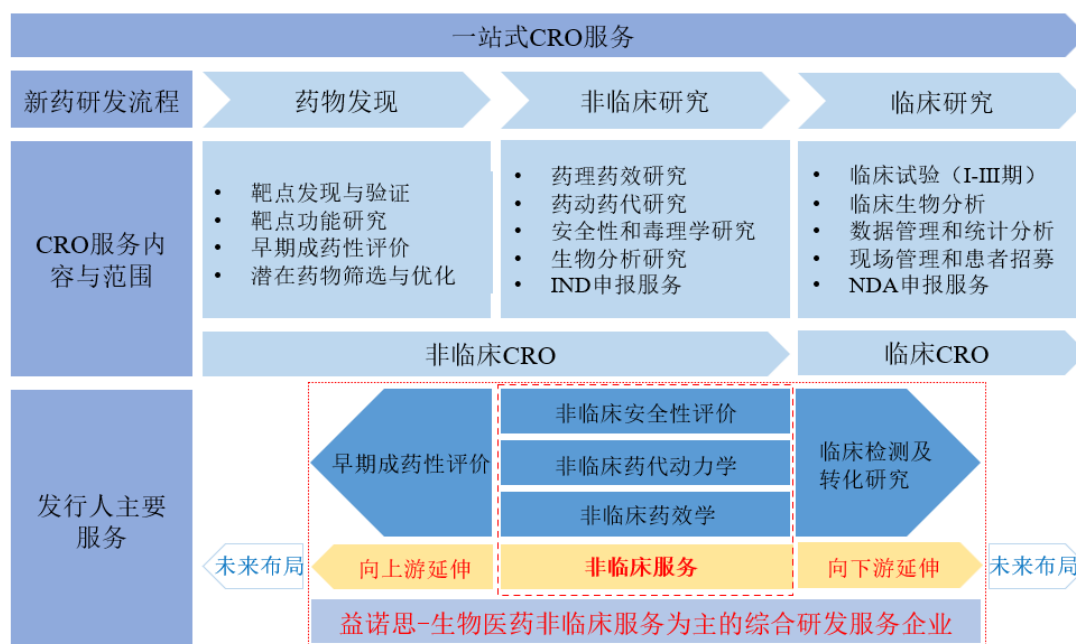 一站式CRO服务
新药研发流程
药物发现
非临床研究
临床研究
CRO服务内
容与范围
• 靶点发现与验证
• 靶点功能研究
• 早期成药性评价
• 潜在药物筛选与优化
• 药理药效研究
• 药动药代研究
• 安全性和毒理学研究
• 生物分析研究
• IND申报服务
• 临床试验（I-III期）
• 临床生物分析
• 数据管理和统计分析
• 现场管理和患者招募
• NDA申报服务
非临床CRO
临床CRO
发行人主要
服务
早期成药性评价
非临床安全性评价
非临床药代动力学
非临床药效学
临床检测及
转化研究
未来布局
向上游延伸
非临床服务
向下游延伸
未来布局
益诺思-生物医药非临床服务为主的综合研发服务企业